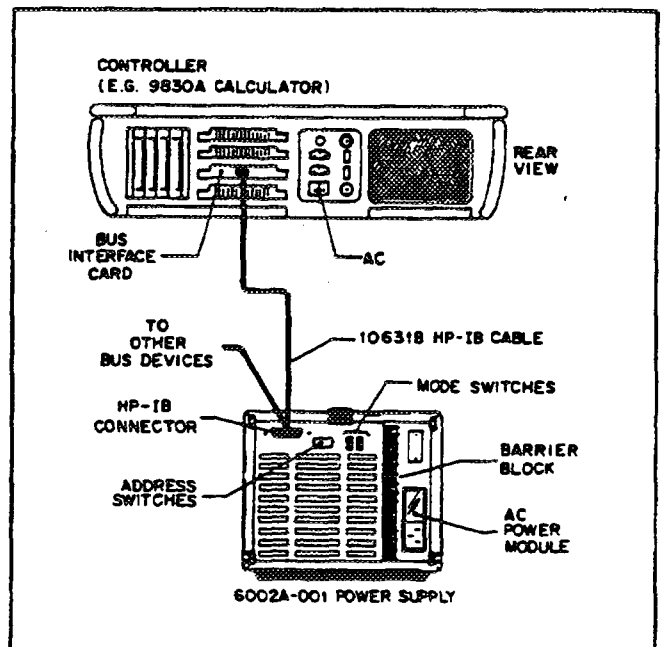 CONTROLLER
(E.G. 9830A CALCULATOR)
REAR
VIEW
BUS
INTERFACE
CARD
AC
TO
OTHER
BUS DEVICES
10631B HP-IB CABLE
MODE SWITCHES
HP-IB
CONNECTOR
ADDRESS
SWITCHES
BARRIER
BLOCK
AC
POWER
MODULE
6002A-001 POWER SUPPLY